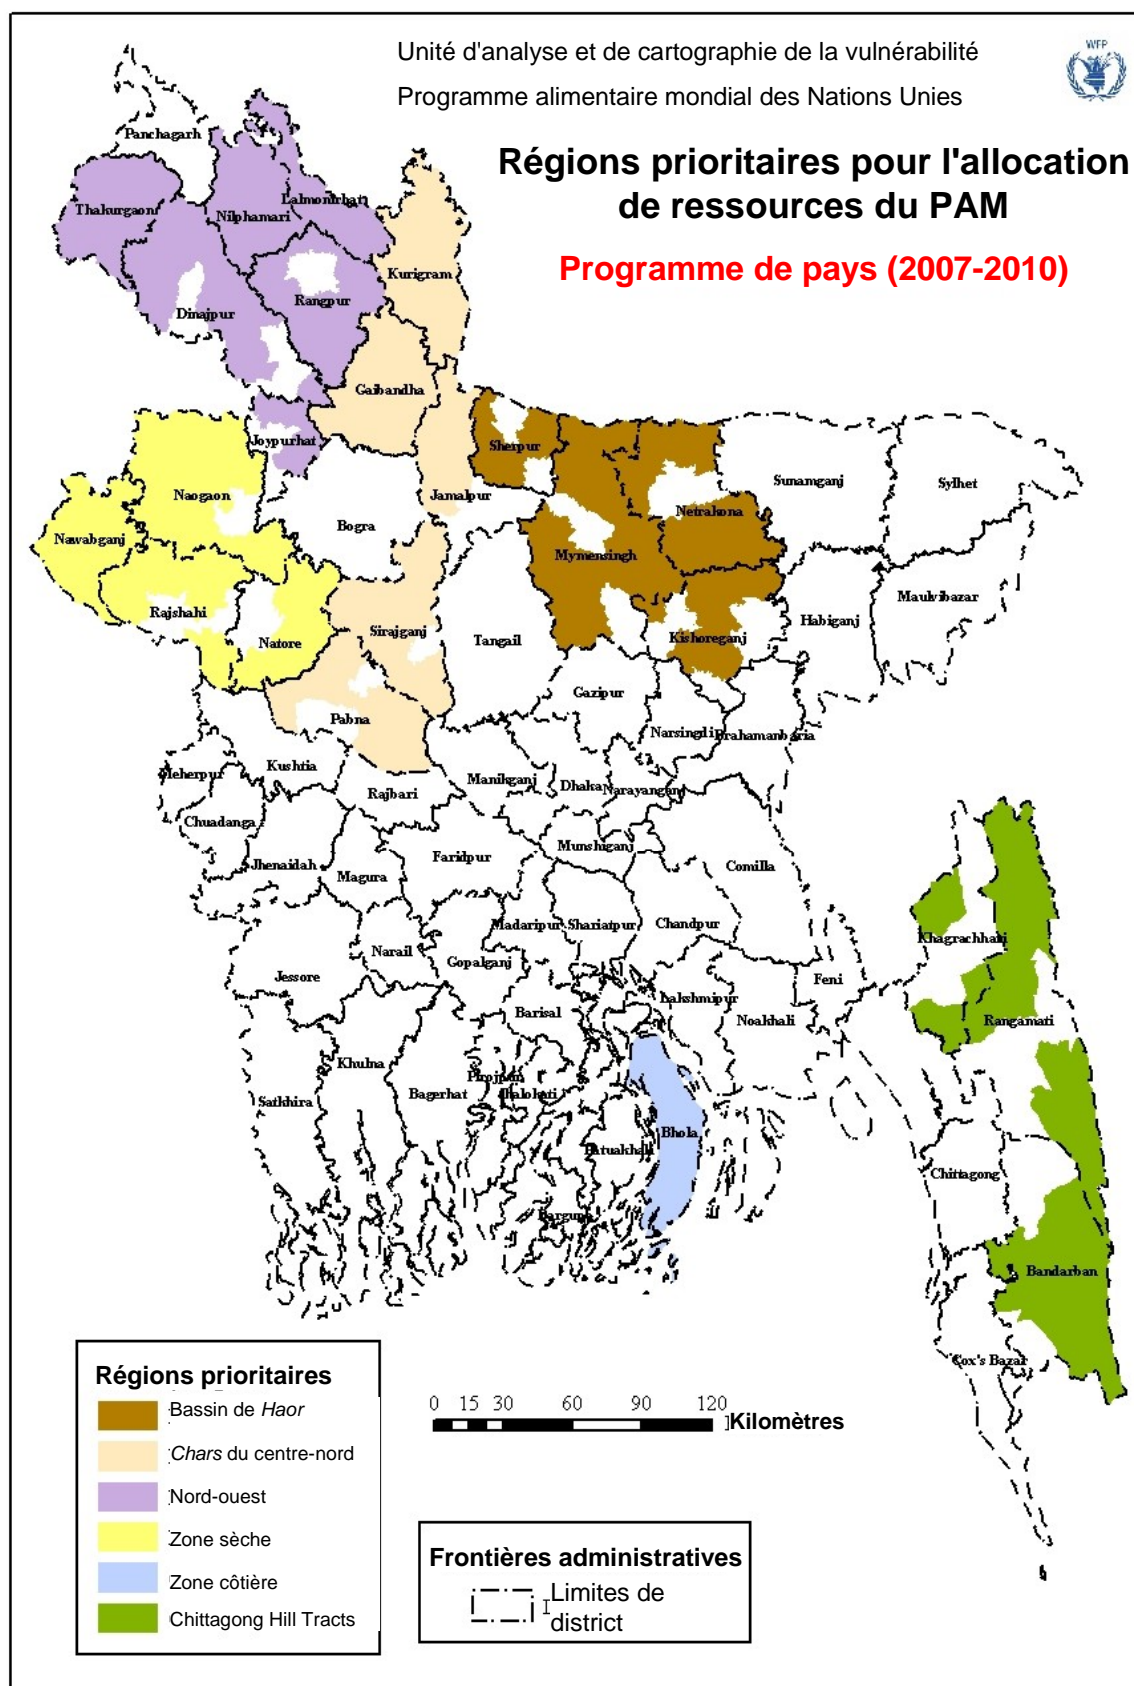 Unité d'analyse et de cartographie de la vulnérabilité
Programme alimentaire mondial des Nations Unies
WFP
Régions prioritaires pour l'allocation
de ressources du PAM
Programme de pays (2007-2010)
Panchagarh
Thakurgaon
Nilphamari
Lalmonirhat
Kurigram
Dinajpur
Rangpur
Gaibandha
Joypurhat
Sherpur
Jamalpur
Naogaon
Bogra
Sunamganj
Sylhet
Netrakona
Nawabganj
Mymensingh
Maulvibazar
Rajshahi
Natore
Sirajganj
Tangail
Kishoreganj
Habiganj
Gazipur
Pabna
Narsingdi
Brahamanbaria
Meherpur
Kushtia
Manikganj
Dhaka
Narayanganj
Rajbari
Chuadanga
Munshiganj
Jhenaidah
Magura
Faridpur
Comilla
Narail
Madaripur
Shariatpur
Chandpur
Khagrachhari
Jessore
Gopalganj
Feni
Barisal
Lakshmipur
Noakhali
Rangamati
Khulna
Pirojpur
Jhalokati
Satkhira
Bagerhat
Patuakhali
Bhola
Chittagong
Barguna
Bandarban
Cox's Bazar
Régions prioritaires
Bassin de Haor
Chars du centre-nord
Nord-ouest
Zone sèche
Zone côtière
Chittagong Hill Tracts
0 15 30 60 90 120
Kilomètres
Frontières administratives
Limites de
district